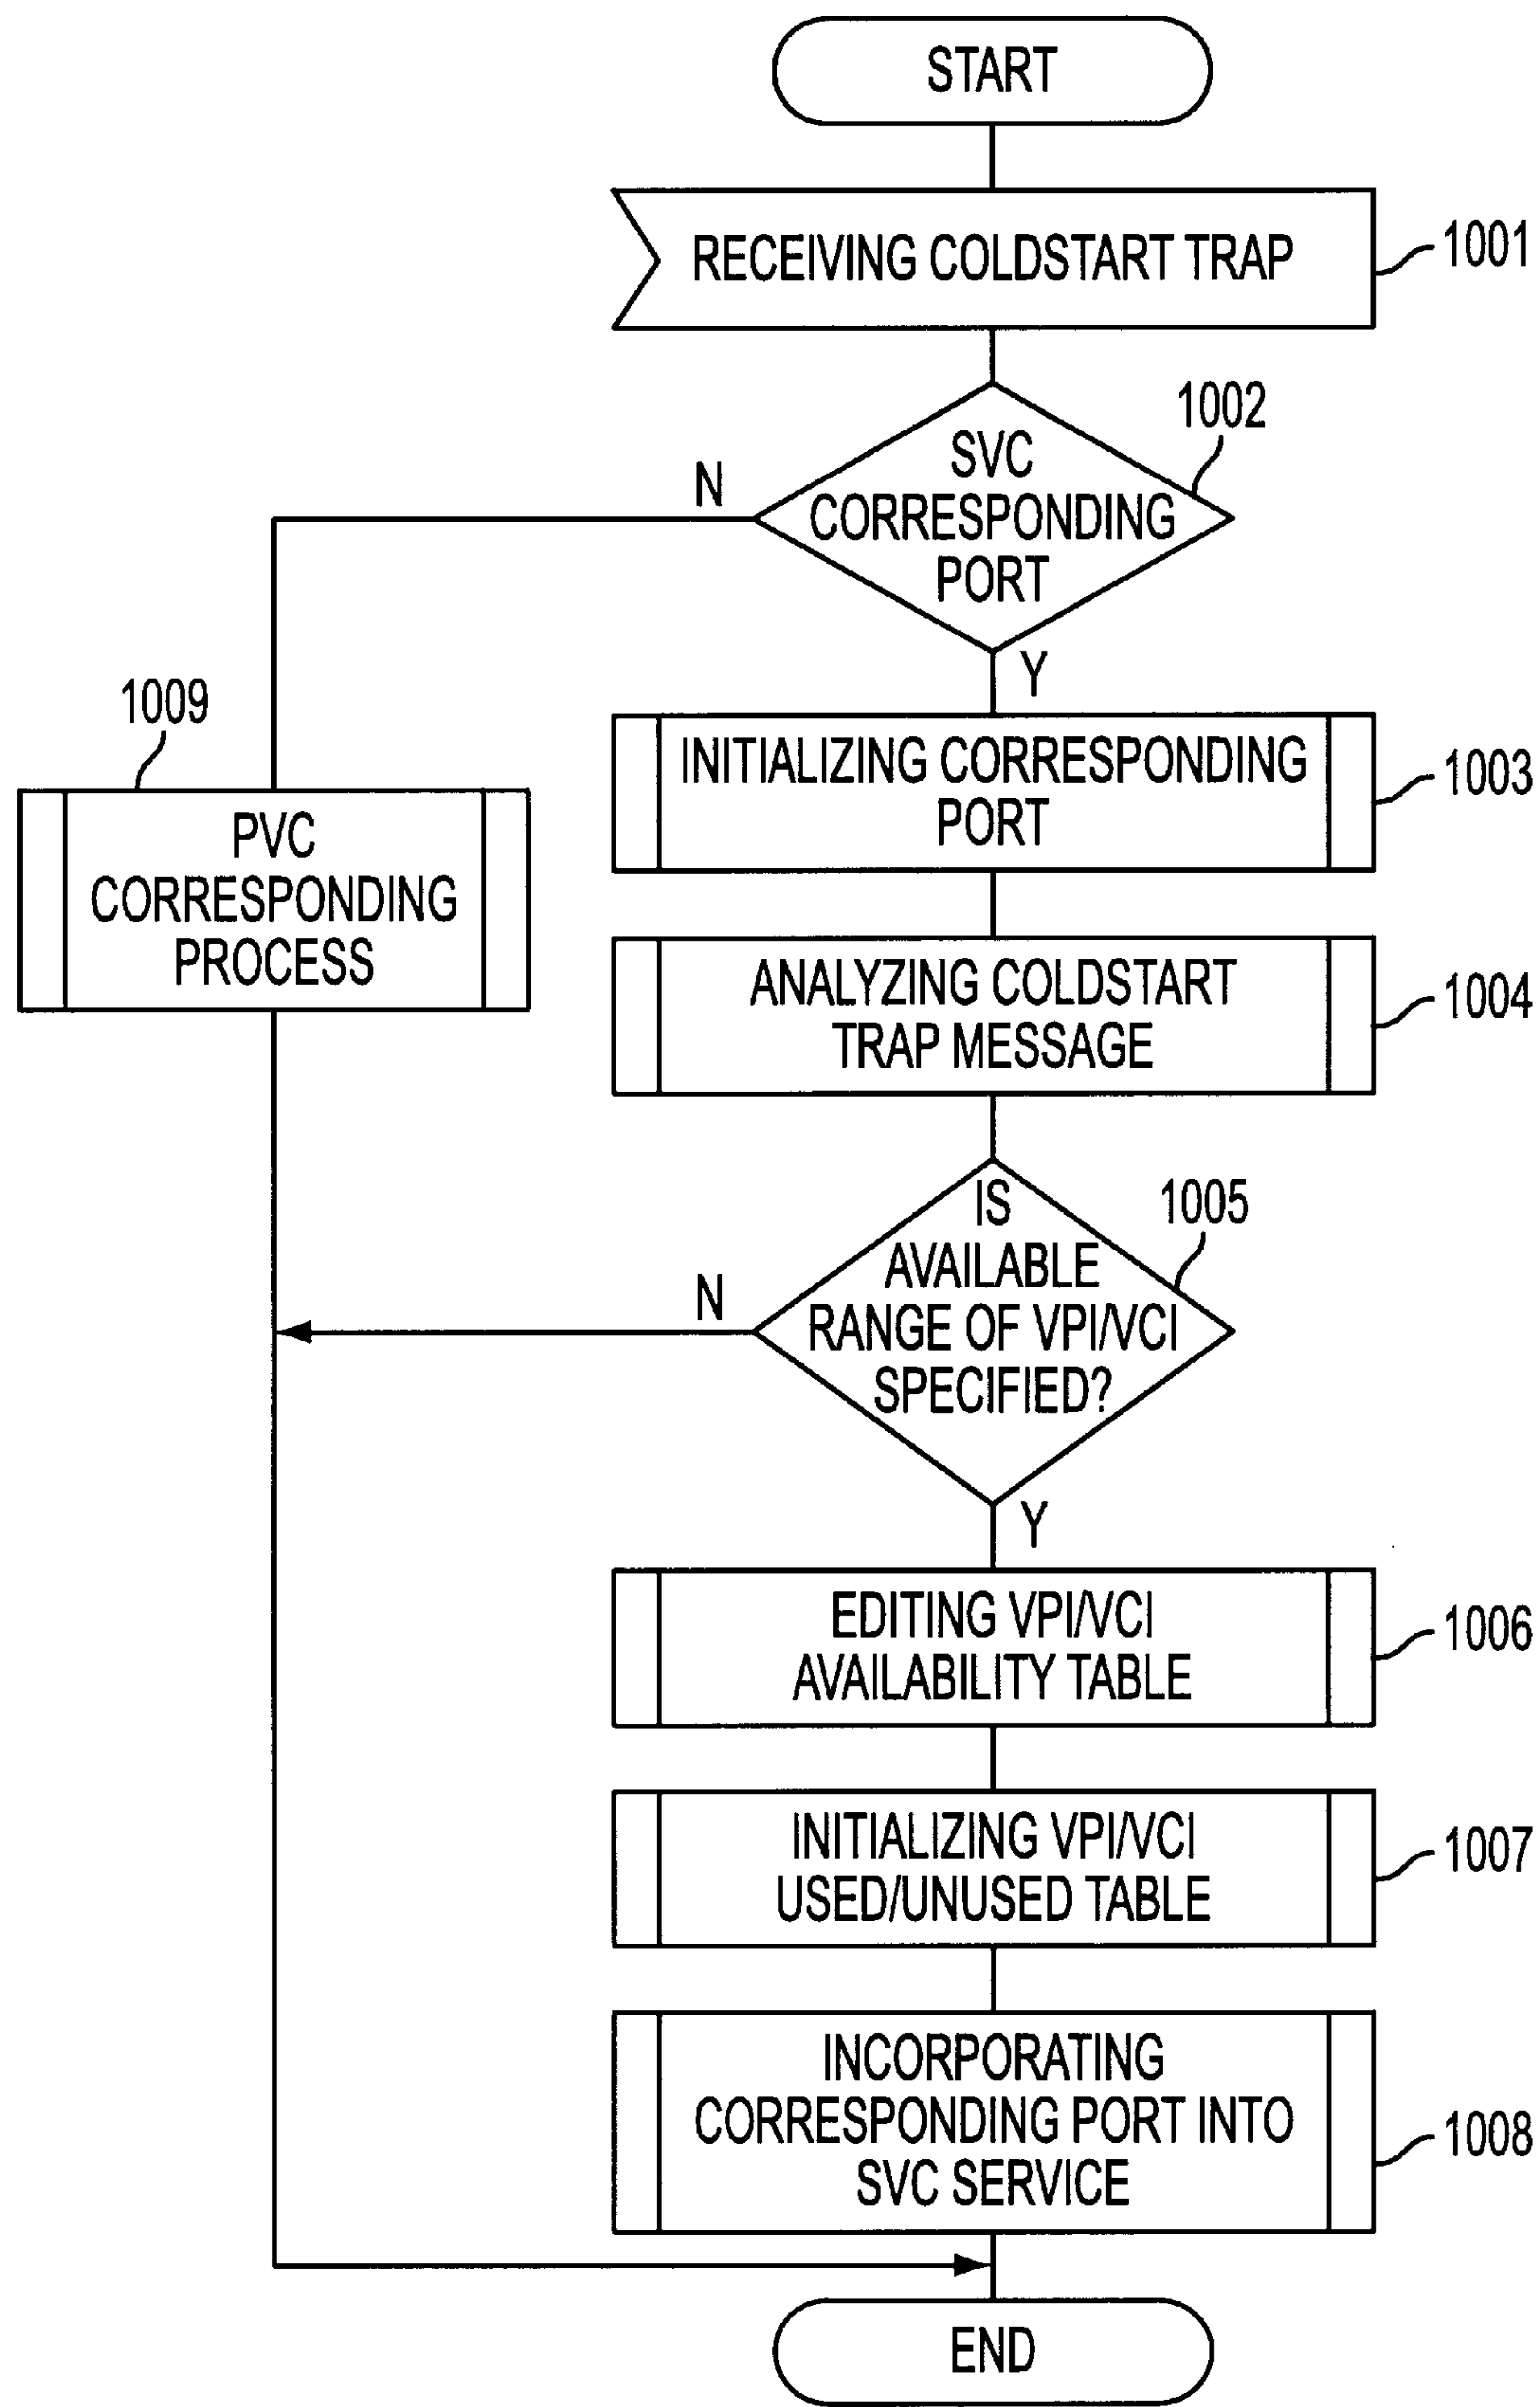 START
RECEIVING COLDSTART TRAP
1001
1002
SVC
CORRESPONDING
PORT
N
Y
1009
PVC
CORRESPONDING
PROCESS
INITIALIZING CORRESPONDING
PORT
1003
ANALYZING COLDSTART
TRAP MESSAGE
1004
1005
IS
AVAILABLE
RANGE OF VPI/VCI
SPECIFIED?
N
Y
EDITING VPI/VCI
AVAILABILITY TABLE
1006
INITIALIZING VPI/VCI
USED/UNUSED TABLE
1007
INCORPORATING
CORRESPONDING PORT INTO
SVC SERVICE
1008
END